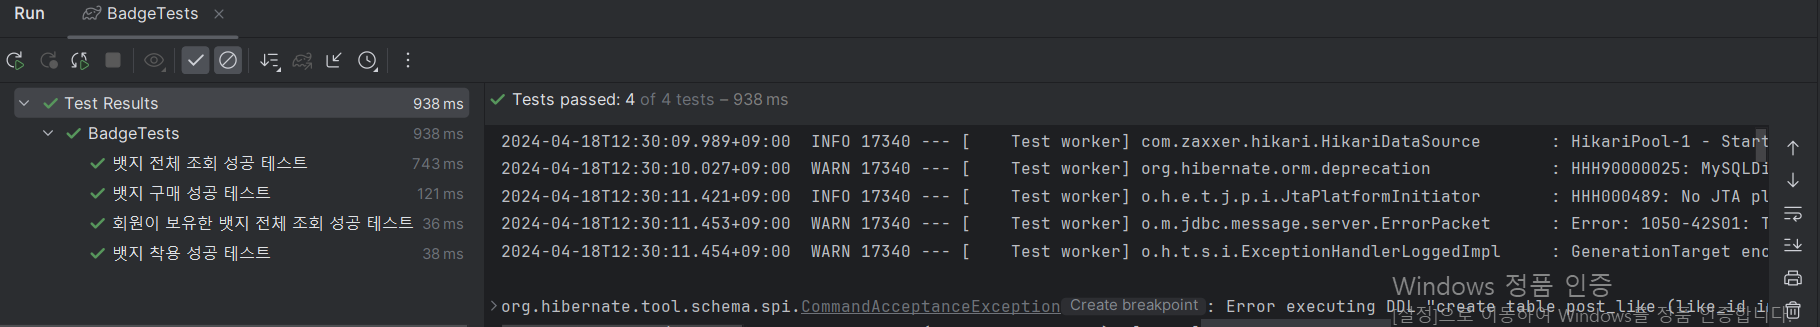 Run BadgeTests
Test Results 938 ms
BadgeTests 938 ms
뱃지 전체 조회 성공 테스트 743 ms
뱃지 구매 성공 테스트 121 ms
회원이 보유한 뱃지 전체 조회 성공 테스트 36 ms
뱃지 착용 성공 테스트 38 ms
Tests passed: 4 of 4 tests – 938 ms
2024-04-18T12:30:09.989+09:00  INFO 17340 --- [    Test worker] com.zaxxer.hikari.HikariDataSource       : HikariPool-1 - Start
2024-04-18T12:30:10.027+09:00  WARN 17340 --- [    Test worker] org.hibernate.orm.deprecation            : HHH90000025: MySQLDi
2024-04-18T12:30:11.421+09:00  INFO 17340 --- [    Test worker] o.h.e.t.j.p.i.JtaPlatformInitiator       : HHH000489: No JTA pl
2024-04-18T12:30:11.453+09:00  WARN 17340 --- [    Test worker] o.m.jdbc.message.server.ErrorPacket      : Error: 1050-42S01: T
2024-04-18T12:30:11.454+09:00  WARN 17340 --- [    Test worker] o.h.t.s.i.ExceptionHandlerLoggedImpl     : GenerationTarget enc
Windows 정품 인증
org.hibernate.tool.schema.spi.CommandAcceptanceException Create breakpoint : Error executing DDL "create table post_like (like_id i
[설정]으로 이동하여 Windows를 정품 인증합니다.